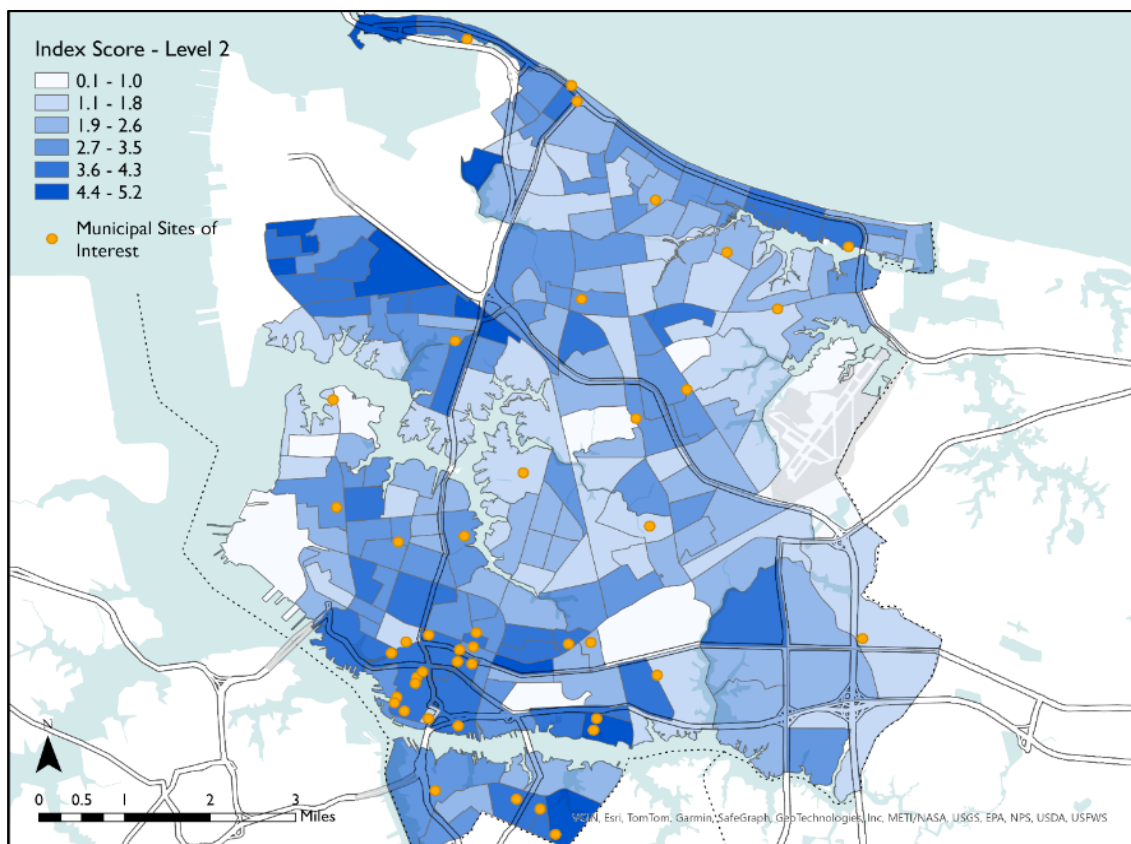 Index Score - Level 2
0.1 - 1.0
1.1 - 1.8
1.9 - 2.6
2.7 - 3.5
3.6 - 4.3
4.4 - 5.2
Municipal Sites of
Interest
N
0 0.5 1 2 3
Miles
VGIN, Esri, TomTom, Garmin, SafeGraph, GeoTechnologies, Inc, METI/NASA, USGS, EPA, NPS, USDA, USFWS